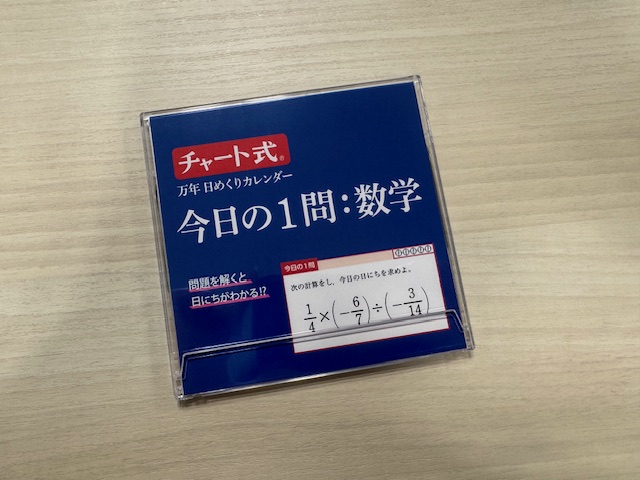 チャート式®
万年 日めくりカレンダー
今日の1問:数学
問題を解くと
日にちがわかる!?
今日の1問
次の計算をし、今日の日にちを求めよ。
1/4×(−6/7)÷(−3/14)